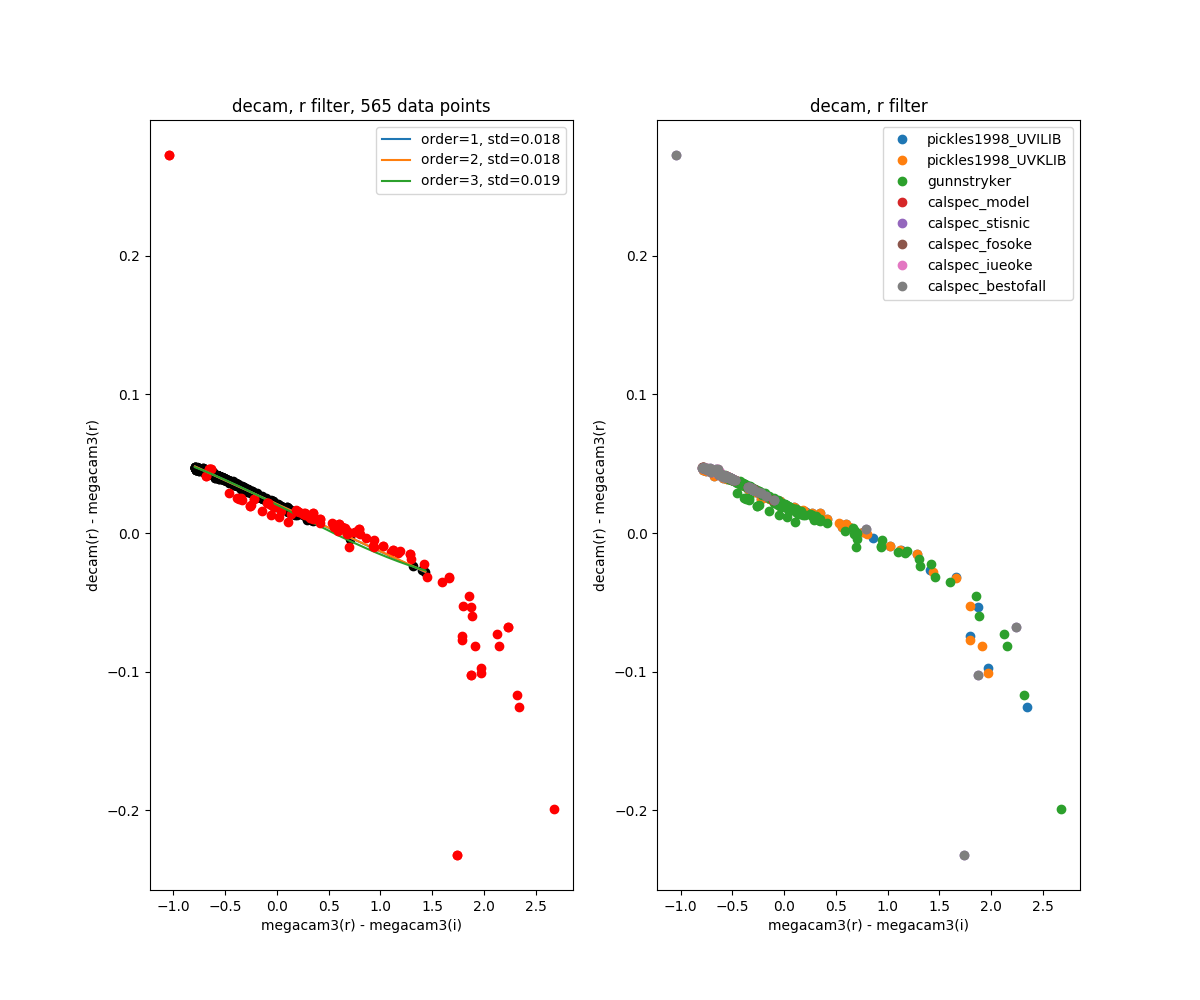 decam, r filter, 565 data points
order=1, std=0.018
order=2, std=0.018
order=3, std=0.019
0.2
0.1
0.0
−0.1
−0.2
decam(r) - megacam3(r)
−1.0 −0.5 0.0 0.5 1.0 1.5 2.0 2.5
megacam3(r) - megacam3(i)
decam, r filter
pickles1998_UVILIB
pickles1998_UVKLIB
gunnstryker
calspec_model
calspec_stisnic
calspec_fosoke
calspec_iueoke
calspec_bestofall
0.2
0.1
0.0
−0.1
−0.2
decam(r) - megacam3(r)
−1.0 −0.5 0.0 0.5 1.0 1.5 2.0 2.5
megacam3(r) - megacam3(i)